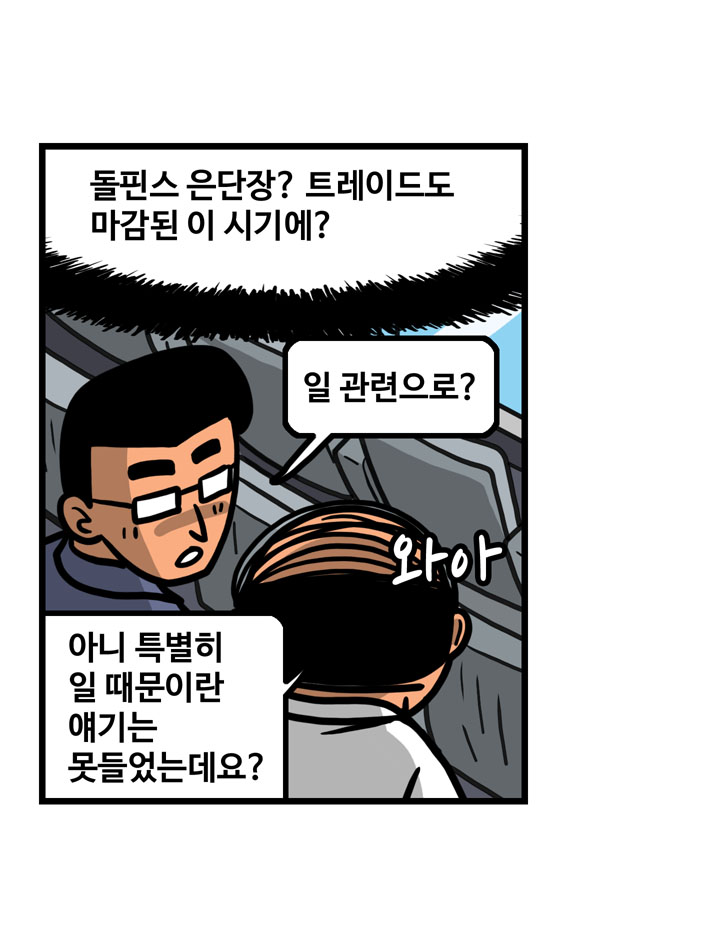 돌핀스 은단장? 트레이드도
마감된 이 시기에?
일 관련으로?
와아
아니 특별히
일 때문이란
얘기는
못들었는데요?